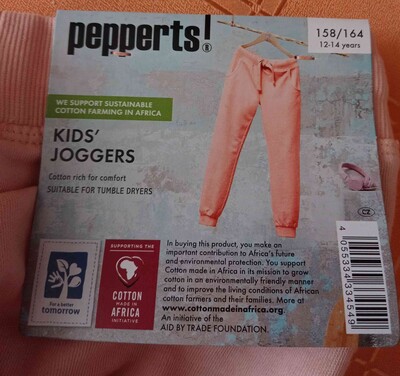 pepperts!®
158/164
12-14 years
WE SUPPORT SUSTAINABLE
COTTON FARMING IN AFRICA
KIDS'
JOGGERS
Cotton rich for comfort
SUITABLE FOR TUMBLE DRYERS
CZ
For a better
tomorrow
SUPPORTING THE
COTTON
MADE IN
AFRICA
INITIATIVE
In buying this product, you make an
important contribution to Africa's future
and environmental protection. You support
Cotton made in Africa in its mission to grow
cotton in an environmentally friendly manner
and to improve the living conditions of African
cotton farmers and their families. More at
www.cottonmadeinafrica.org.
An initiative of the
AID BY TRADE FOUNDATION.
4 055334 334549